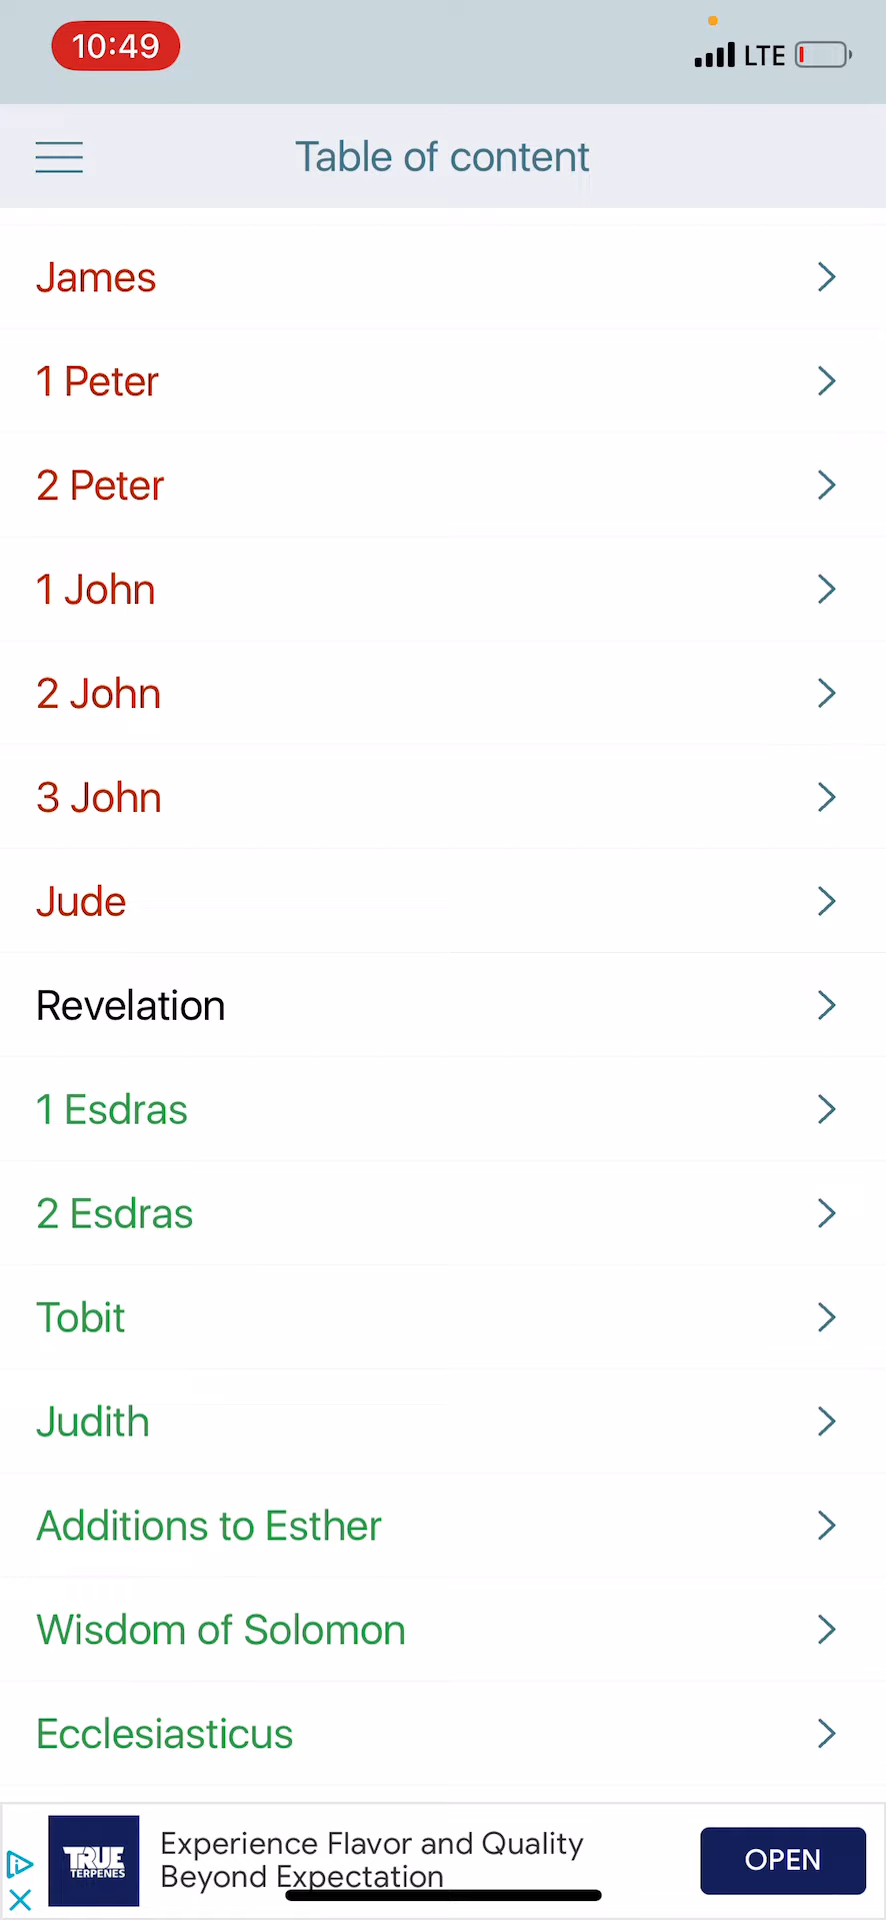 10:49
LTE
Table of content
James
1 Peter
2 Peter
1 John
2 John
3 John
Jude
Revelation
1 Esdras
2 Esdras
Tobit
Judith
Additions to Esther
Wisdom of Solomon
Ecclesiasticus
TRUE
TERPENES
Experience Flavor and Quality
Beyond Expectation
OPEN